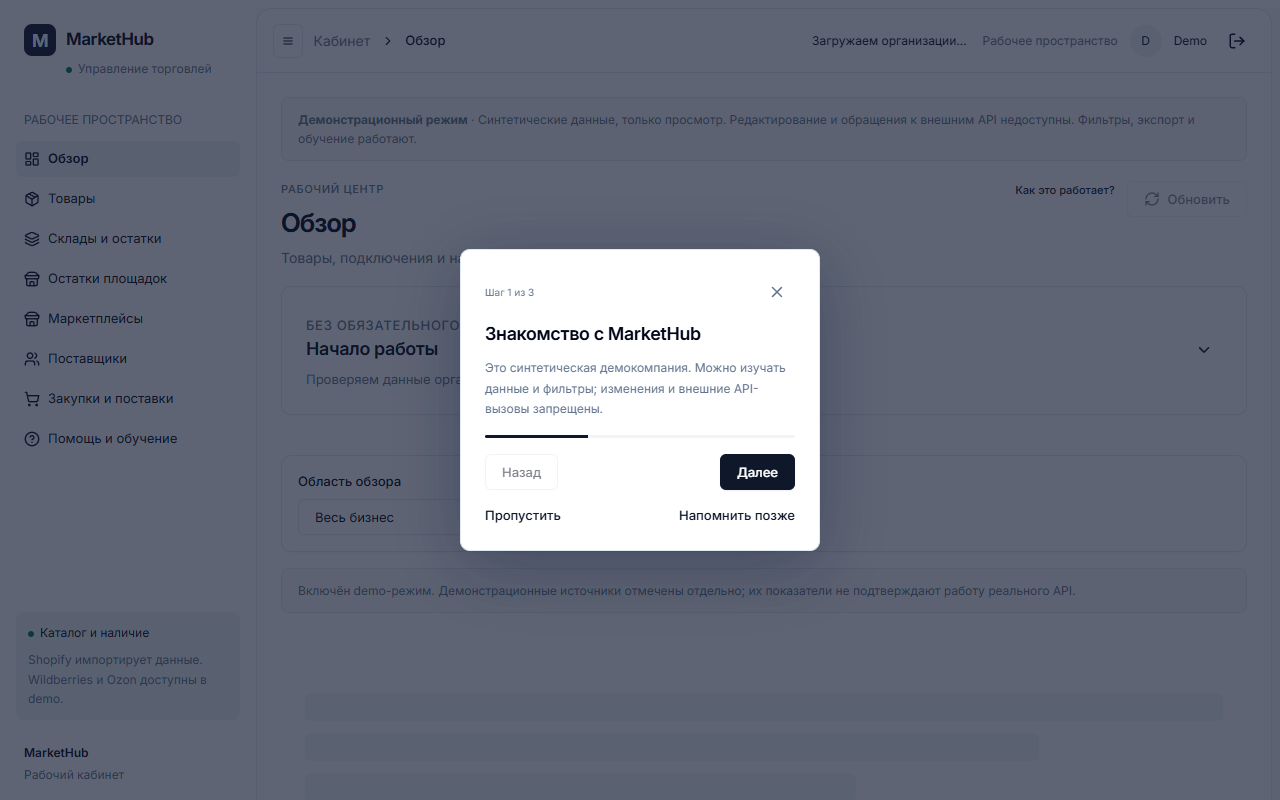 M
MarketHub
Управление торговлей
РАБОЧЕЕ ПРОСТРАНСТВО
Обзор
Товары
Склады и остатки
Остатки площадок
Маркетплейсы
Поставщики
Закупки и поставки
Помощь и обучение
Каталог и наличие
Shopify импортирует данные.
Wildberries и Ozon доступны в
demo.
MarketHub
Рабочий кабинет
Кабинет
Обзор
Загружаем организации...
Рабочее пространство
D
Demo
Демонстрационный режим · Синтетические данные, только просмотр. Редактирование и обращения к внешним API недоступны. Фильтры, экспорт и
обучение работают.
РАБОЧИЙ ЦЕНТР
Как это работает?
Обновить
Обзор
Товары, подключения и
БЕЗ ОБЯЗАТЕЛЬНОГО
Начало работы
Проверяем данные
Область обзора
Весь бизнес
Включён demo-режим. Демонстрационные источники отмечены отдельно; их показатели не подтверждают работу реального API.
Шаг 1 из 3
Знакомство с MarketHub
Это синтетическая демокомпания. Можно изучать
данные и фильтры; изменения и внешние API-
вызовы запрещены.
Назад
Далее
Пропустить
Напомнить позже